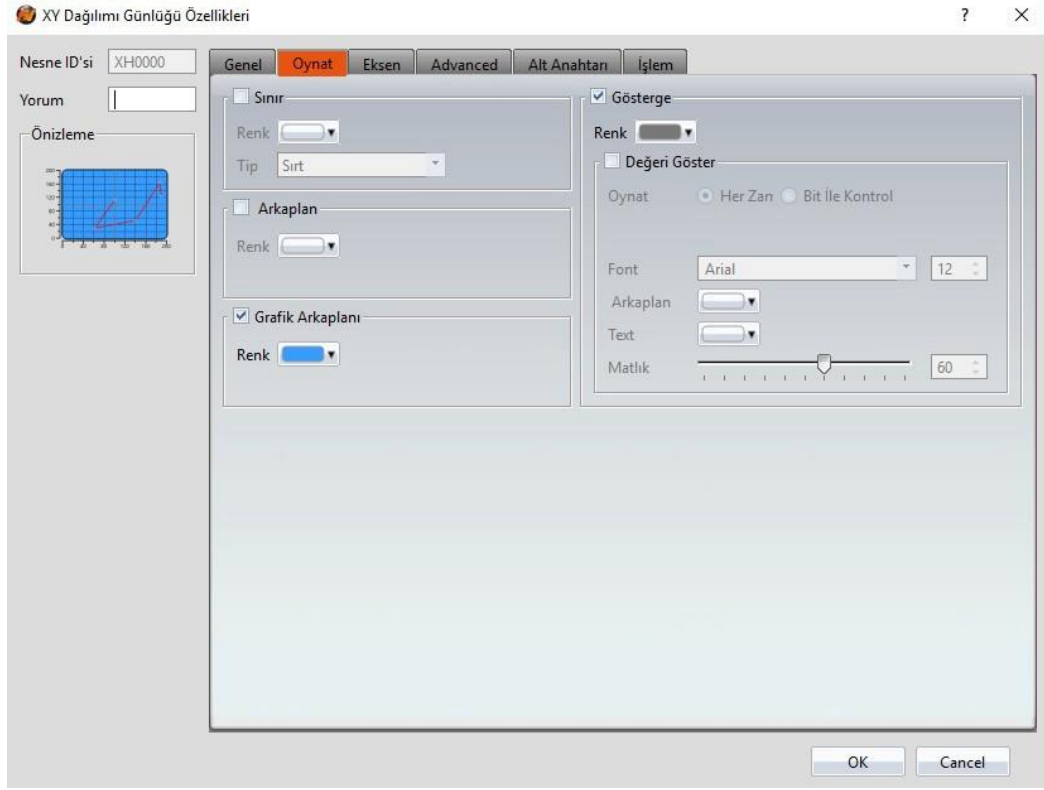 XY Dağılımı Günlüğü Özellikleri
?
Nesne ID'si XH0000
Yorum
Önizleme
Genel Oynat Eksen Advanced Alt Anahtarı İşlem
Sınır
Renk
Tip Sırt
Arkaplan
Renk
Grafik Arkaplanı
Renk
Gösterge
Renk
Değeri Göster
Oynat Her Zan Bit İle Kontrol
Font Arial 12
Arkaplan
Text
Matlık 60
OK Cancel